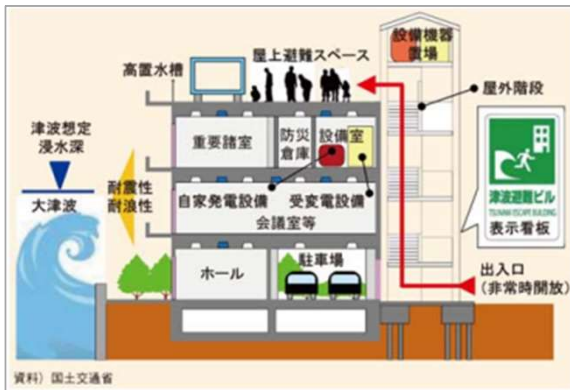 設備機器
置場
屋上避難スペース
高置水槽
屋外階段
重要諸室
防災
倉庫
設備室
津波想定
浸水深
耐震性
耐浪性
大津波
自家発電設備
受変電設備
会議室等
津波避難ビル
TSUNAMI ESCAPE BUILDING
表示看板
ホール
駐車場
出入口
(非常時開放)
資料）国土交通省